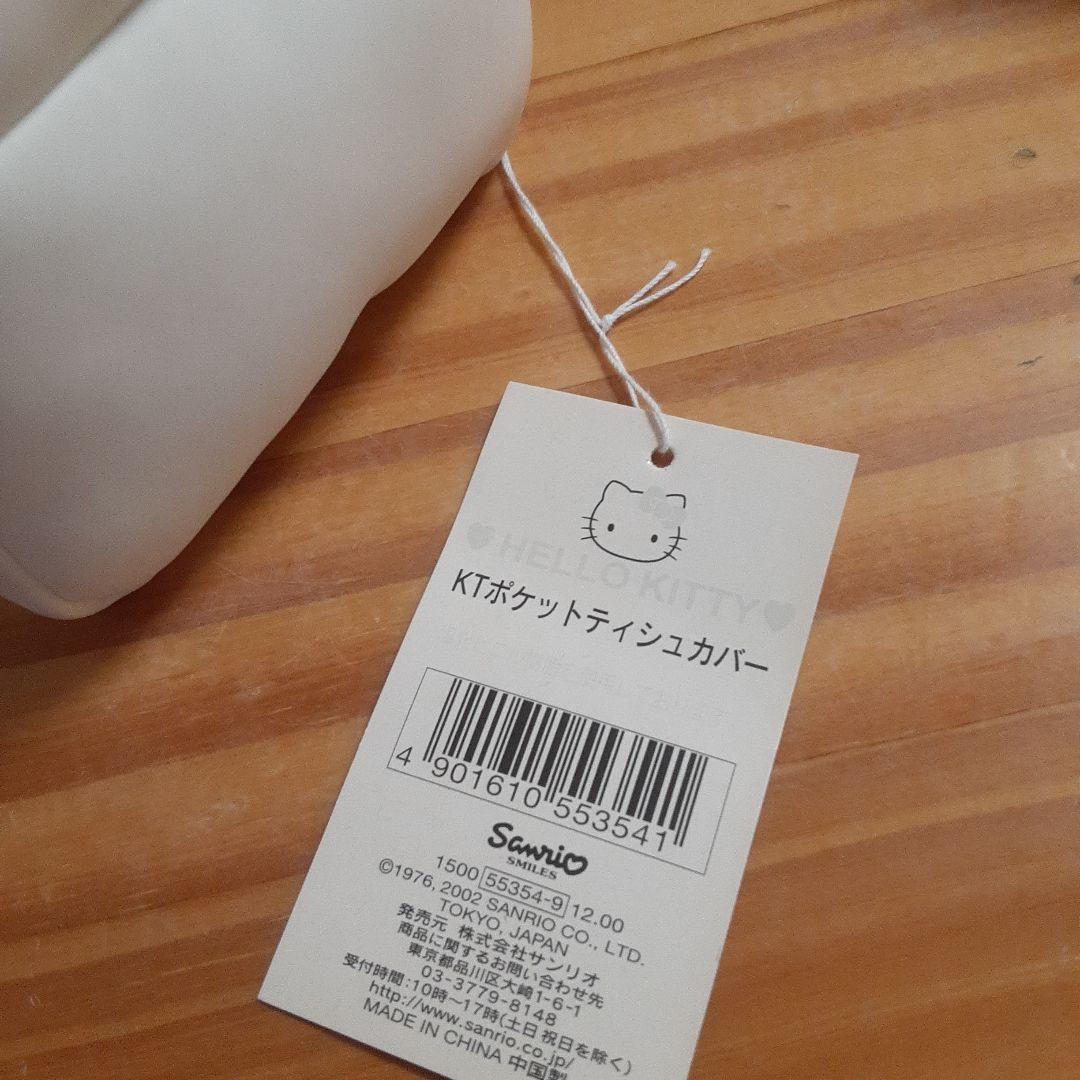 ♥HELLO KITTY♥
KTポケットティシュカバー
4 901610 553541
Sanrio
SMILES
1500 55354-9 12.00
©1976, 2002 SANRIO CO., LTD.
TOKYO, JAPAN
発売元 株式会社サンリオ
商品に関するお問い合わせ先
東京都品川区大崎1-6-1
03-3779-8148
受付時間:10時〜17時(土日祝日を除く)
http://www.sanrio.co.jp/
MADE IN CHINA 中国製